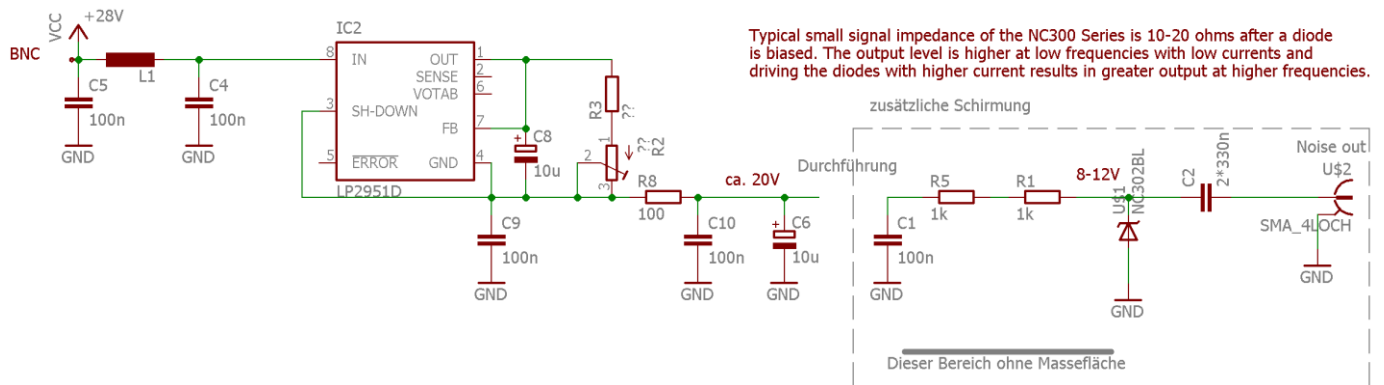 BNC
VCC
+28V
L1
C5
100n
GND
C4
100n
GND
IC2
8
IN
OUT
1
SENSE
2
VOTAB
6
3
SH-DOWN
FB
7
5
ERROR
GND
4
LP2951D
C8
+
10u
R3
??
1
2
3
??
R2
C9
100n
GND
R8
100
ca. 20V
C10
100n
GND
C6
+
10u
GND
Typical small signal impedance of the NC300 Series is 10-20 ohms after a diode
is biased. The output level is higher at low frequencies with low currents and
driving the diodes with higher current results in greater output at higher frequencies.
zusätzliche Schirmung
Durchführung
C1
100n
GND
R5
1k
R1
1k
8-12V
U$1
NC302BL
GND
C2
2*330n
Noise out
U$2
SMA_4LOCH
GND
Dieser Bereich ohne Massefläche